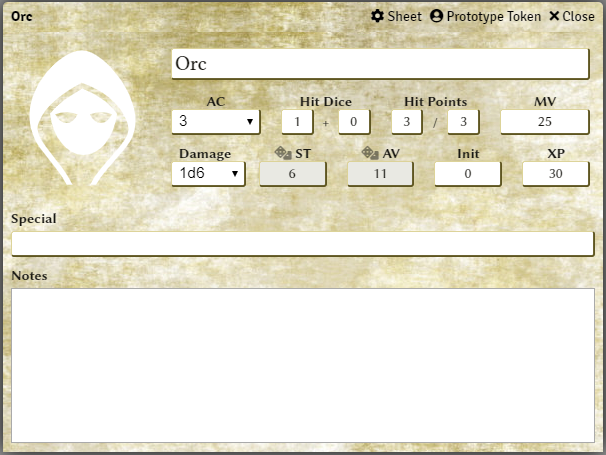 Orc Sheet Prototype Token Close
Orc
AC Hit Dice Hit Points MV
3 1 + 0 3 / 3 25
Damage ST AV Init XP
1d6 6 11 0 30
Special
Notes